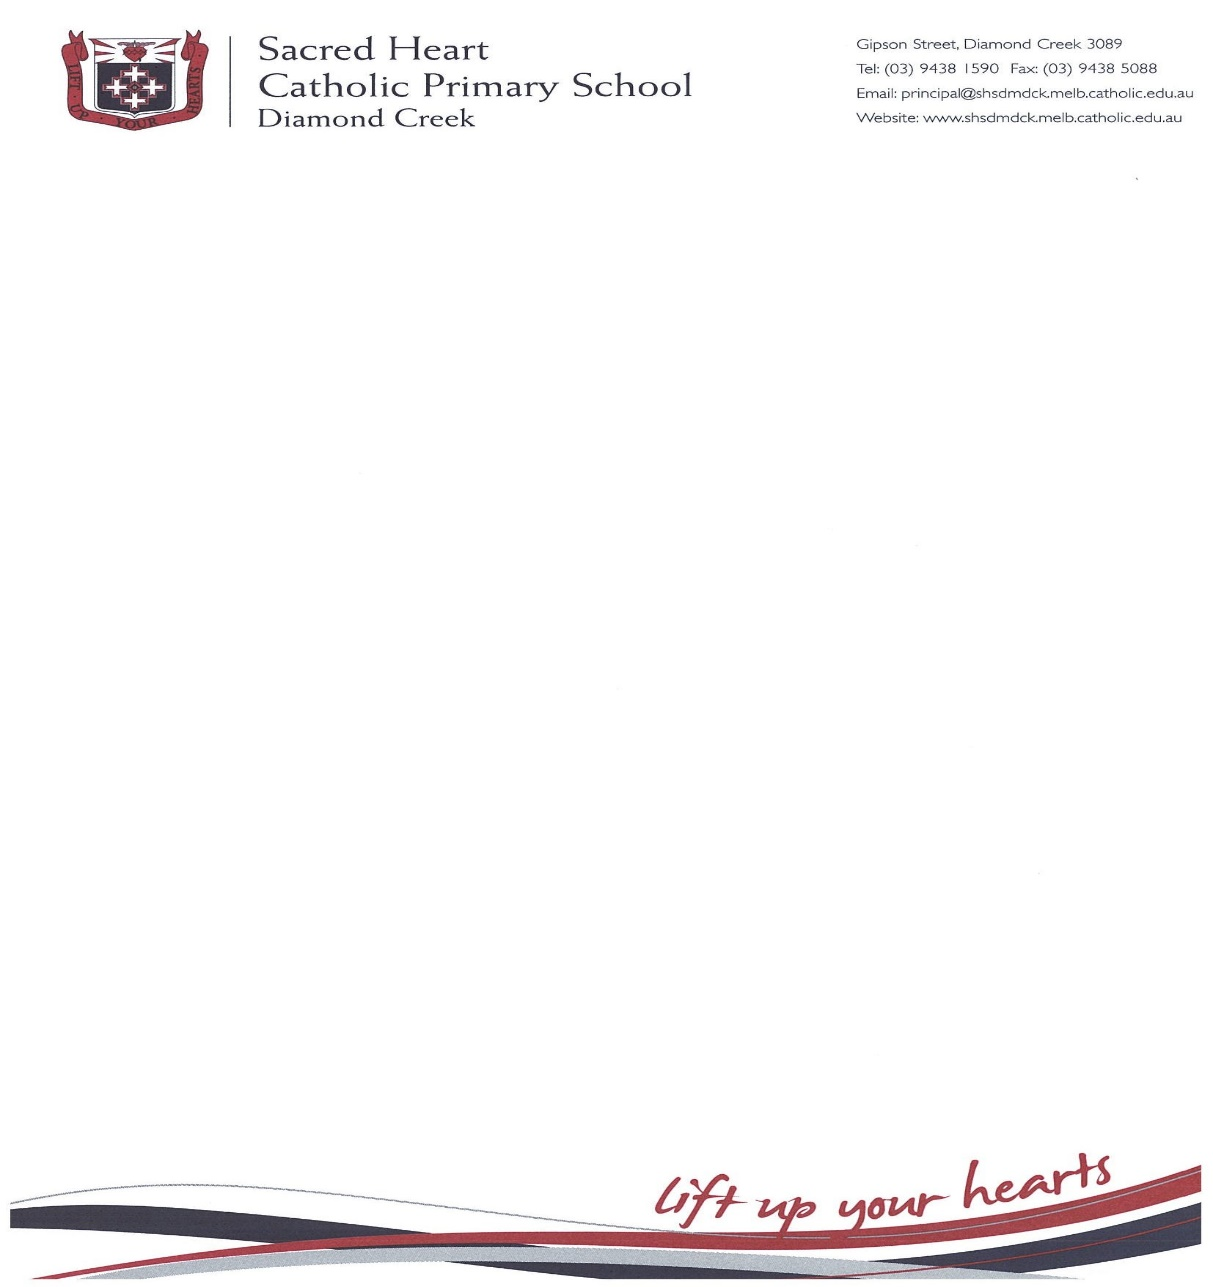 LIFT UP YOUR HEARTS
Sacred Heart
Catholic Primary School
Diamond Creek
Gipson Street, Diamond Creek 3089
Tel: (03) 9438 1590 Fax: (03) 9438 5088
Email: principal@shsdmdck.melb.catholic.edu.au
Website: www.shsdmdck.melb.catholic.edu.au
lift up your hearts